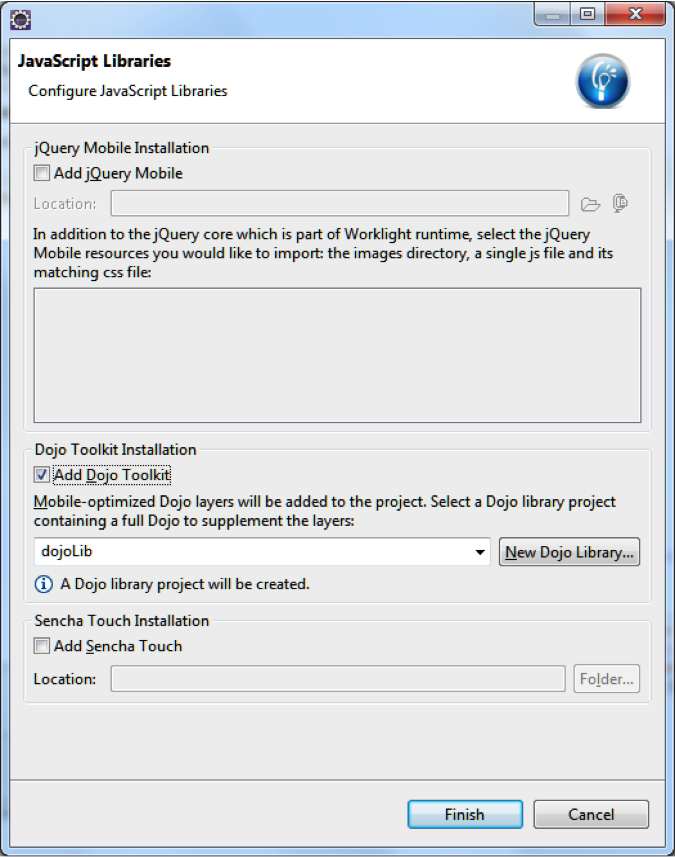 JavaScript Libraries
Configure JavaScript Libraries
jQuery Mobile Installation
Add jQuery Mobile
Location:
In addition to the jQuery core which is part of Worklight runtime, select the jQuery
Mobile resources you would like to import: the images directory, a single js file and its
matching css file:
Dojo Toolkit Installation
Add Dojo Toolkit
Mobile-optimized Dojo layers will be added to the project. Select a Dojo library project
containing a full Dojo to supplement the layers:
dojoLib
New Dojo Library...
A Dojo library project will be created.
Sencha Touch Installation
Add Sencha Touch
Location:
Folder...
Finish
Cancel